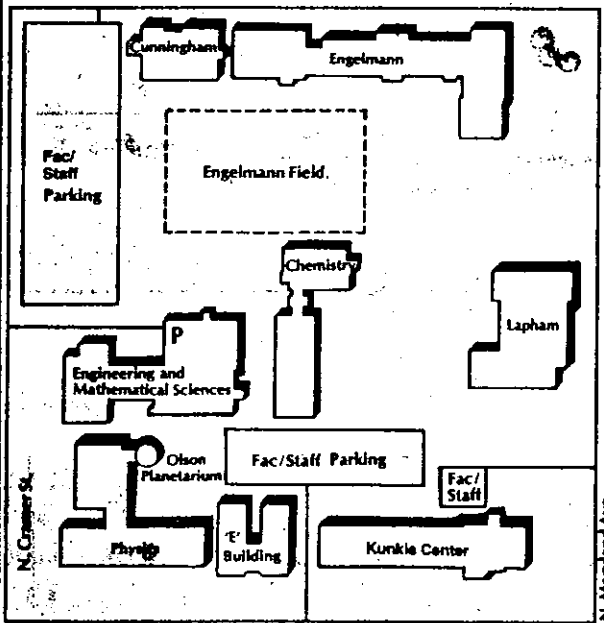 Cunningham
Engelmann
Fac/
Staff
Parking
Engelmann Field.
Chemistry
Lapham
P
Engineering and
Mathematical Sciences
Olson
Planetarium
Fac/Staff Parking
Fac/
Staff
N. Cramer St.
Physics
"E"
Building
Kunkle Center